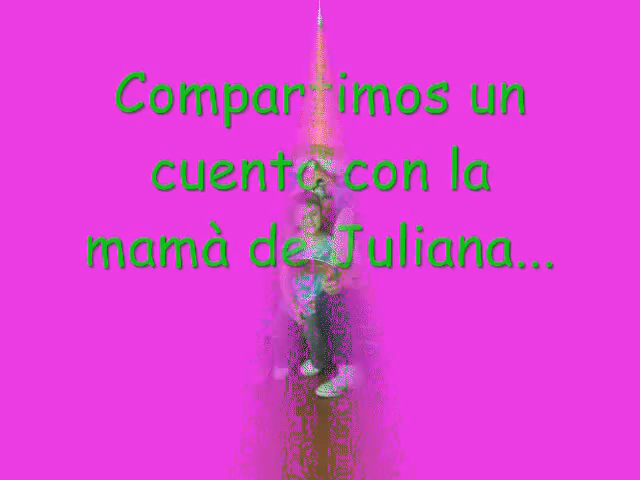 Compartimos un
cuento con la
mamà de Juliana...